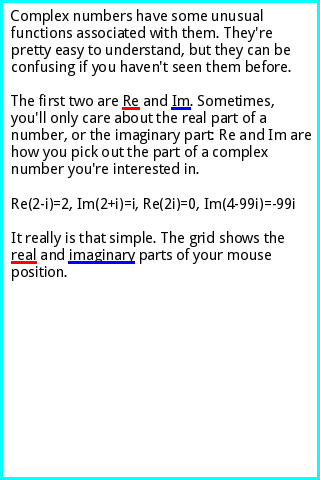 Complex numbers have some unusual
functions associated with them. They're
pretty easy to understand, but they can be
confusing if you haven't seen them before.
The first two are Re and Im. Sometimes,
you'll only care about the real part of a
number, or the imaginary part: Re and Im are
how you pick out the part of a complex
number you're interested in.
Re(2-i)=2, Im(2+i)=i, Re(2i)=0, Im(4-99i)=-99i
It really is that simple. The grid shows the
real and imaginary parts of your mouse
position.